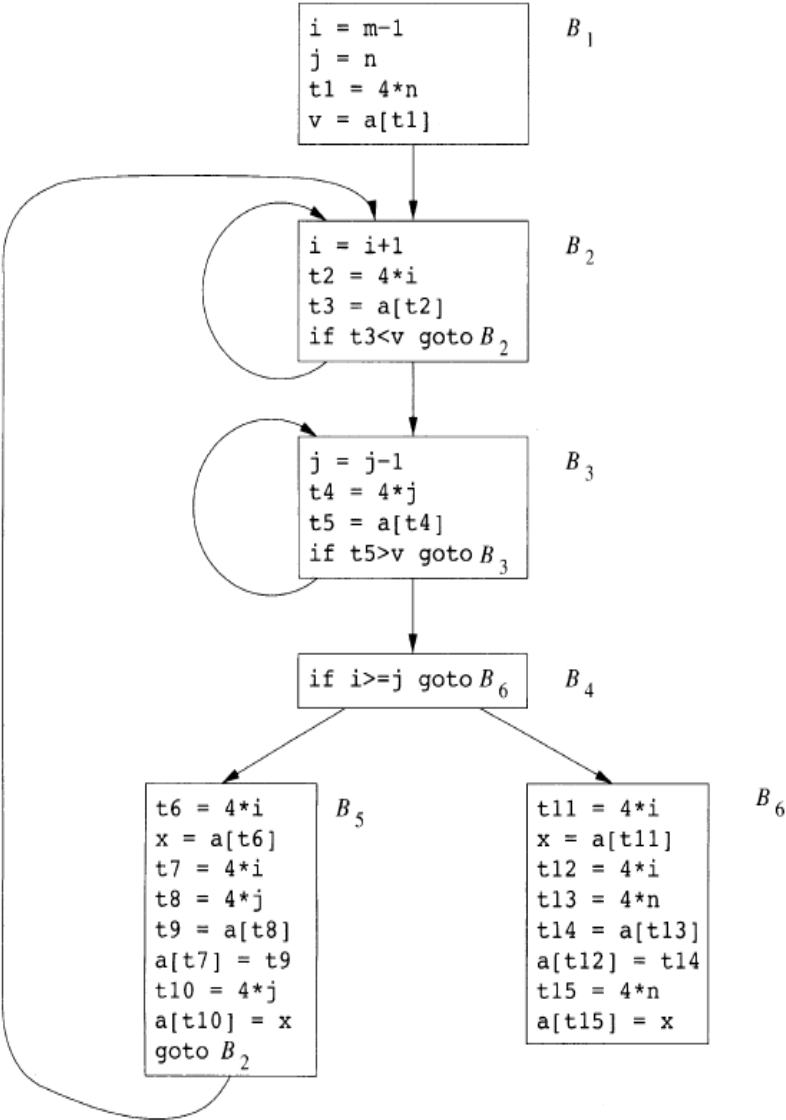 i = m-1
j = n
t1 = 4*n
v = a[t1]
B1
i = i+1
t2 = 4*i
t3 = a[t2]
if t3<v goto B2
B2
j = j-1
t4 = 4*j
t5 = a[t4]
if t5>v goto B3
B3
if i>=j goto B6
B4
t6 = 4*i
x = a[t6]
t7 = 4*i
t8 = 4*j
t9 = a[t8]
a[t7] = t9
t10 = 4*j
a[t10] = x
goto B2
B5
t11 = 4*i
x = a[t11]
t12 = 4*i
t13 = 4*n
t14 = a[t13]
a[t12] = t14
t15 = 4*n
a[t15] = x
B6